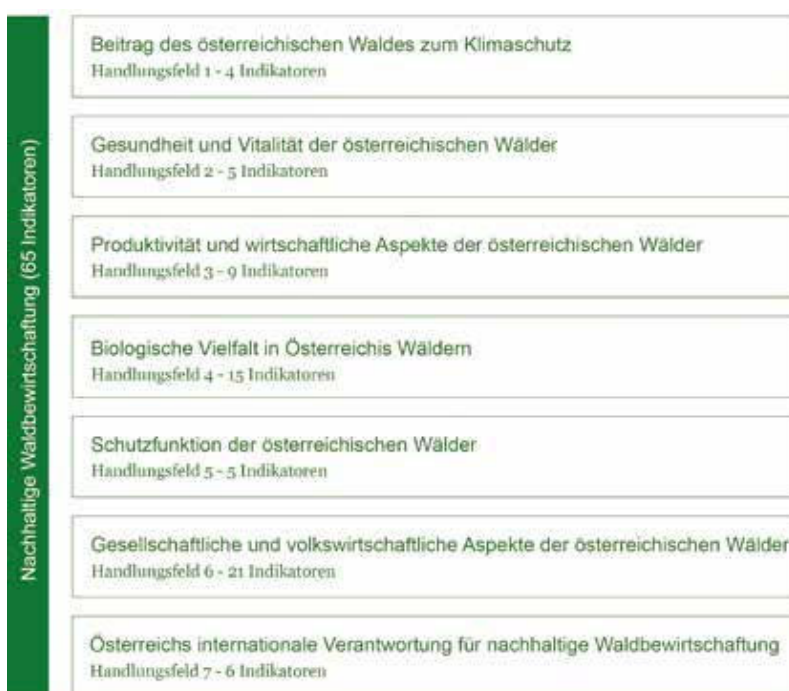 Nachhaltige Waldbewirtschaftung (65 Indikatoren)
Beitrag des österreichischen Waldes zum Klimaschutz
Handlungsfeld 1 - 4 Indikatoren
Gesundheit und Vitalität der österreichischen Wälder
Handlungsfeld 2 - 5 Indikatoren
Produktivität und wirtschaftliche Aspekte der österreichischen Wälder
Handlungsfeld 3 - 9 Indikatoren
Biologische Vielfalt in Österreichis Wäldern
Handlungsfeld 4 - 15 Indikatoren
Schutzfunktion der österreichischen Wälder
Handlungsfeld 5 - 5 Indikatoren
Gesellschaftliche und volkswirtschaftliche Aspekte der österreichischen Wälder
Handlungsfeld 6 - 21 Indikatoren
Österreichs internationale Verantwortung für nachhaltige Waldbewirtschaftung
Handlungsfeld 7 - 6 Indikatoren